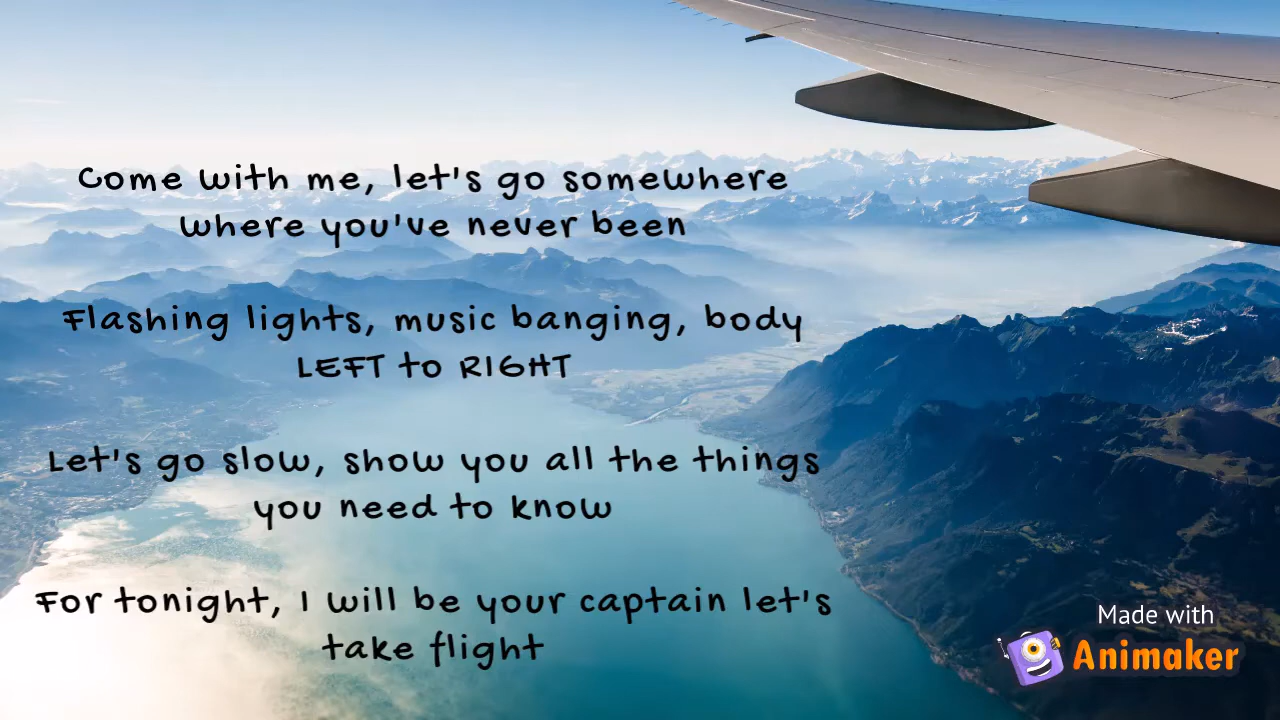 Come with me, let's go somewhere
where you've never been
Flashing lights, music banging, body
LEFT to RIGHT
Let's go slow, show you all the things
you need to know
For tonight, I will be your captain let's
take flight
Made with
Animaker